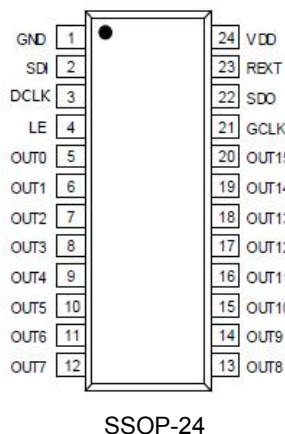 GND 1 24 VDD
SDI 2 23 REXT
DCLK 3 22 SDO
LE 4 21 GCLK
OUT0 5 20 OUT15
OUT1 6 19 OUT14
OUT2 7 18 OUT13
OUT3 8 17 OUT12
OUT4 9 16 OUT11
OUT5 10 15 OUT10
OUT6 11 14 OUT9
OUT7 12 13 OUT8
SSOP-24